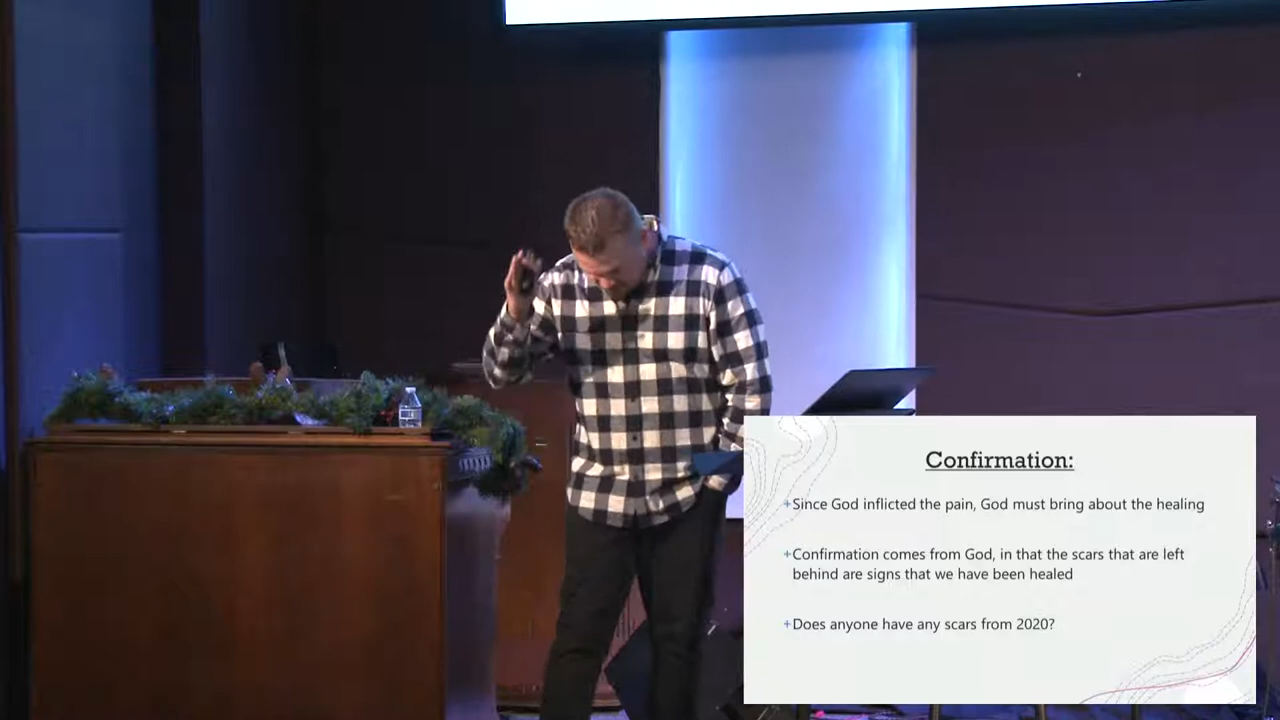 Confirmation:
+Since God inflicted the pain, God must bring about the healing
+Confirmation comes from God, in that the scars that are left
behind are signs that we have been healed
+Does anyone have any scars from 2020?